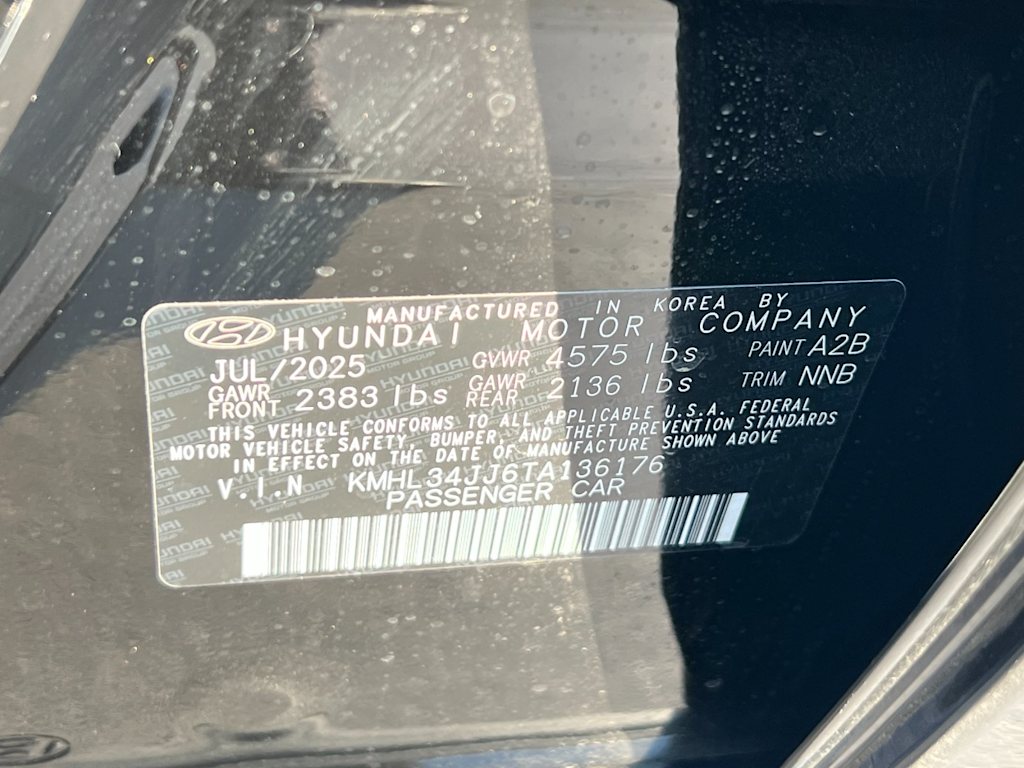 MANUFACTURED IN KOREA BY
HYUNDAI MOTOR COMPANY
JUL/2025 GVWR 4575 lbs PAINT A2B
GAWR FRONT 2383 lbs GAWR REAR 2136 lbs TRIM NNB
THIS VEHICLE CONFORMS TO ALL APPLICABLE U.S.A. FEDERAL
MOTOR VEHICLE SAFETY, BUMPER, AND THEFT PREVENTION STANDARDS
IN EFFECT ON THE DATE OF MANUFACTURE SHOWN ABOVE
V.I.N KMHL34JJ6TA136176
PASSENGER CAR